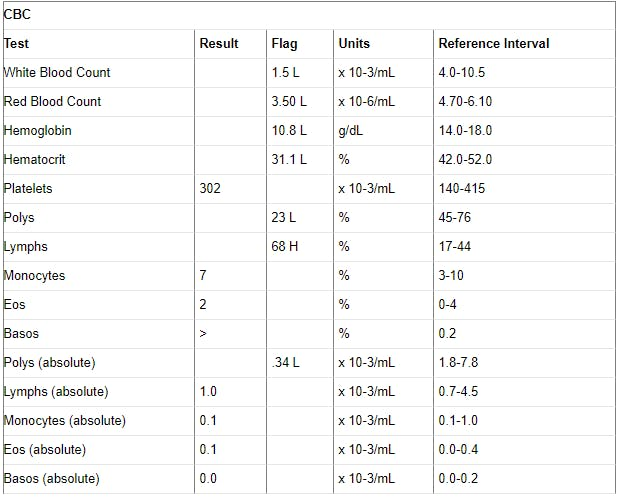 CBC
Test Result Flag Units Reference Interval
White Blood Count 1.5 L x 10-3/mL 4.0-10.5
Red Blood Count 3.50 L x 10-6/mL 4.70-6.10
Hemoglobin 10.8 L g/dL 14.0-18.0
Hematocrit 31.1 L % 42.0-52.0
Platelets 302 x 10-3/mL 140-415
Polys 23 L % 45-76
Lymphs 68 H % 17-44
Monocytes 7 % 3-10
Eos 2 % 0-4
Basos > % 0.2
Polys (absolute) .34 L x 10-3/mL 1.8-7.8
Lymphs (absolute) 1.0 x 10-3/mL 0.7-4.5
Monocytes (absolute) 0.1 x 10-3/mL 0.1-1.0
Eos (absolute) 0.1 x 10-3/mL 0.0-0.4
Basos (absolute) 0.0 x 10-3/mL 0.0-0.2